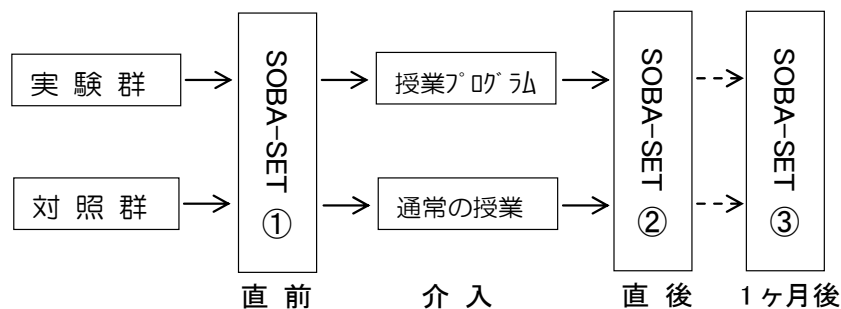 実 験 群
SOBA-SET ①
授業ﾌﾟﾛｸﾞﾗﾑ
SOBA-SET ②
SOBA-SET ③
対 照 群
通常の授業
直 前
介 入
直 後
1ヶ月後